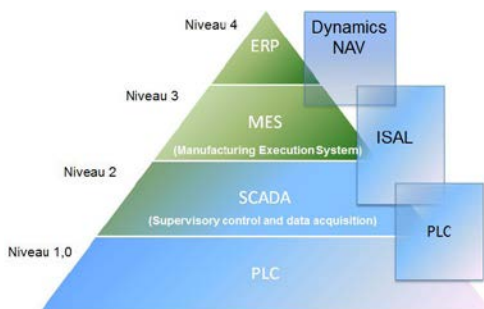 Niveau 4
ERP
Dynamics
NAV
Niveau 3
MES
(Manufacturing Execution System)
ISAL
Niveau 2
SCADA
(Supervisory control and data acquisition)
PLC
Niveau 1,0
PLC